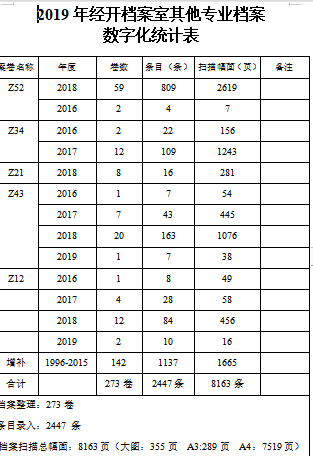 2019 年经开档案室其他专业档案
数字化统计表
案卷名称 年度 卷数 条目（条） 扫描幅面（页） 备注
Z52 2018 59 809 2619
2016 2 4 7
Z34 2016 2 22 156
2017 12 109 1243
Z21 2018 8 16 281
Z43 2016 1 7 54
2017 7 43 445
2018 20 163 1076
2019 1 7 38
Z12 2016 1 8 49
2017 4 28 58
2018 12 84 456
2019 2 10 16
增补 1996-2015 142 1137 1665
合计 273 卷 2447 条 8163 页
档案整理：273 卷
条目录入：2447 条
档案扫描总幅面：8163 页（大图：355 页 A3:289 页 A4：7519 页）